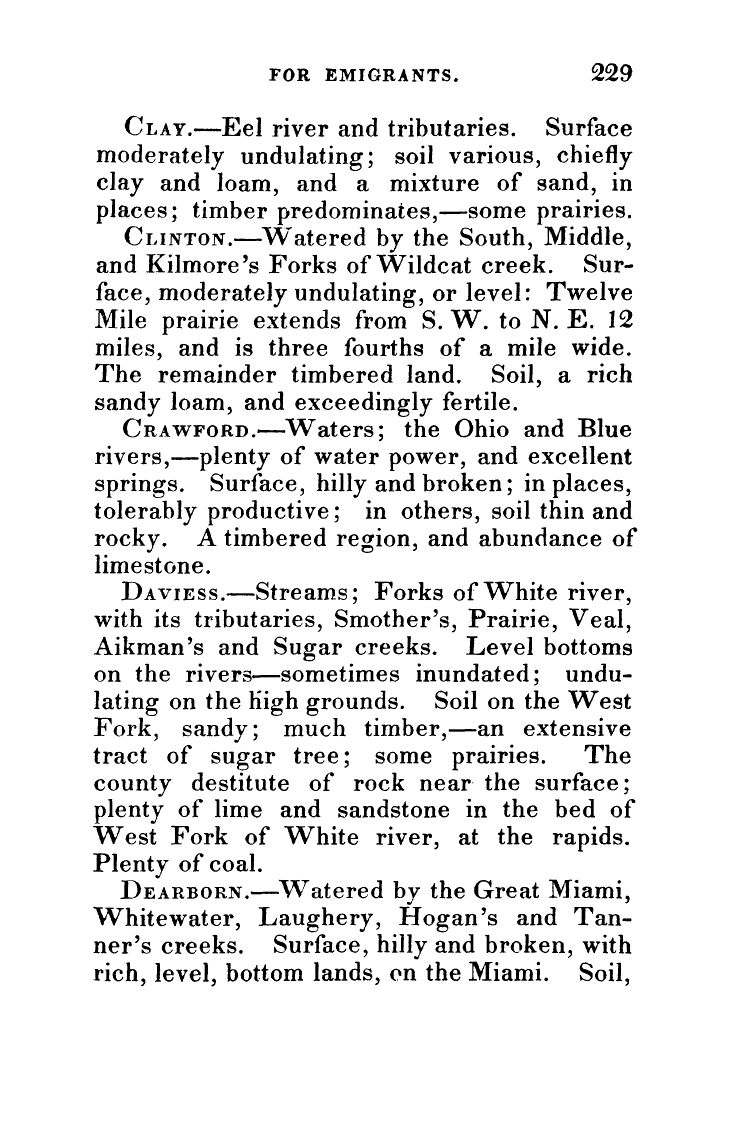 FOR EMIGRANTS. 229
CLAY.—Eel river and tributaries. Surface
moderately undulating; soil various, chiefly
clay and loam, and a mixture of sand, in
places; timber predominates,—some prairies.
CLINTON.—Watered by the South, Middle,
and Kilmore's Forks of Wildcat creek. Sur-
face, moderately undulating, or level: Twelve
Mile prairie extends from S. W. to N. E. 12
miles, and is three fourths of a mile wide.
The remainder timbered land. Soil, a rich
sandy loam, and exceedingly fertile.
CRAWFORD.—Waters; the Ohio and Blue
rivers,—plenty of water power, and excellent
springs. Surface, hilly and broken; in places,
tolerably productive; in others, soil thin and
rocky. A timbered region, and abundance of
limestone.
DAVIESS.—Streams; Forks of White river,
with its tributaries, Smother's, Prairie, Veal,
Aikman's and Sugar creeks. Level bottoms
on the rivers—sometimes inundated; undu-
lating on the high grounds. Soil on the West
Fork, sandy; much timber,—an extensive
tract of sugar tree; some prairies. The
county destitute of rock near the surface;
plenty of lime and sandstone in the bed of
West Fork of White river, at the rapids.
Plenty of coal.
DEARBORN.—Watered by the Great Miami,
Whitewater, Laughery, Hogan's and Tan-
ner's creeks. Surface, hilly and broken, with
rich, level, bottom lands, on the Miami. Soil,